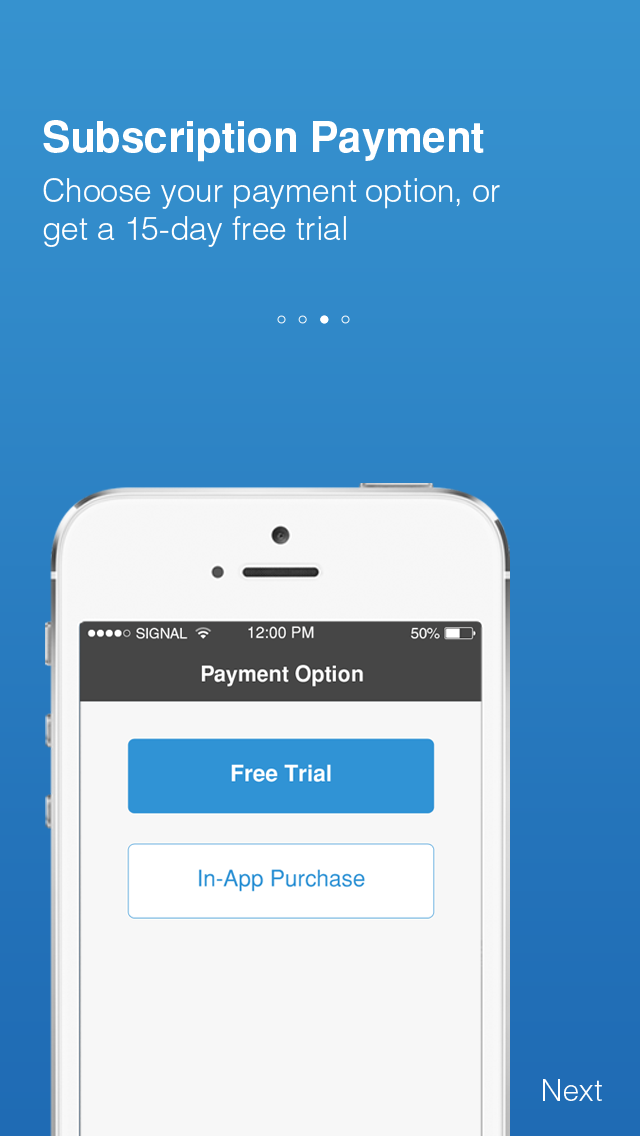 Subscription Payment
Choose your payment option, or
get a 15-day free trial
SIGNAL 12:00 PM 50%
Payment Option
Free Trial
In-App Purchase
Next